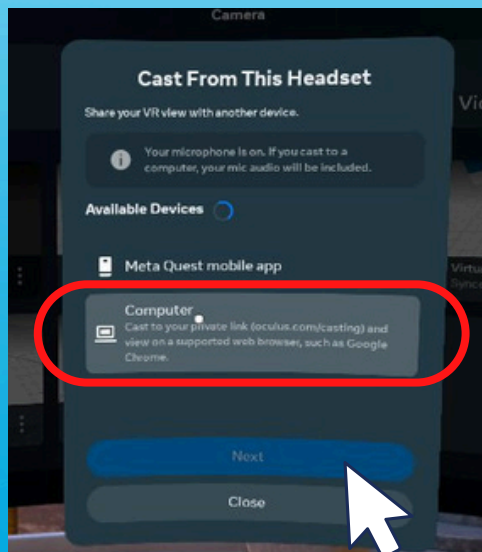 Camera
Cast From This Headset
Share your VR view with another device.
Your microphone is on. If you cast to a
computer, your mic audio will be included.
Available Devices
Meta Quest mobile app
Computer
Cast to your private link (oculus.com/casting) and
view on a supported web browser, such as Google
Chrome.
Next
Close